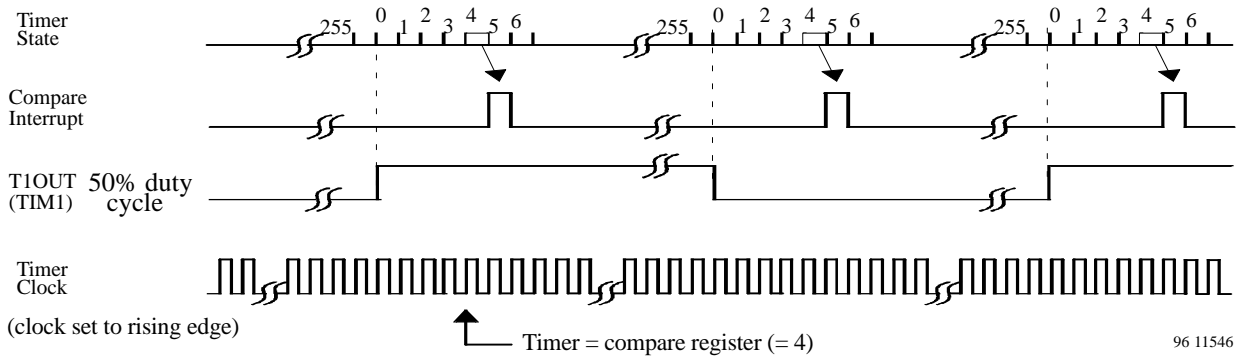 Timer
State
255 0 1 2 3 4 5 6 255 0 1 2 3 4 5 6 255 0 1 2 3 4 5 6
Compare
Interrupt
T1OUT 50% duty
(TIM1) cycle
Timer
Clock
(clock set to rising edge)
Timer = compare register (= 4)
96 11546